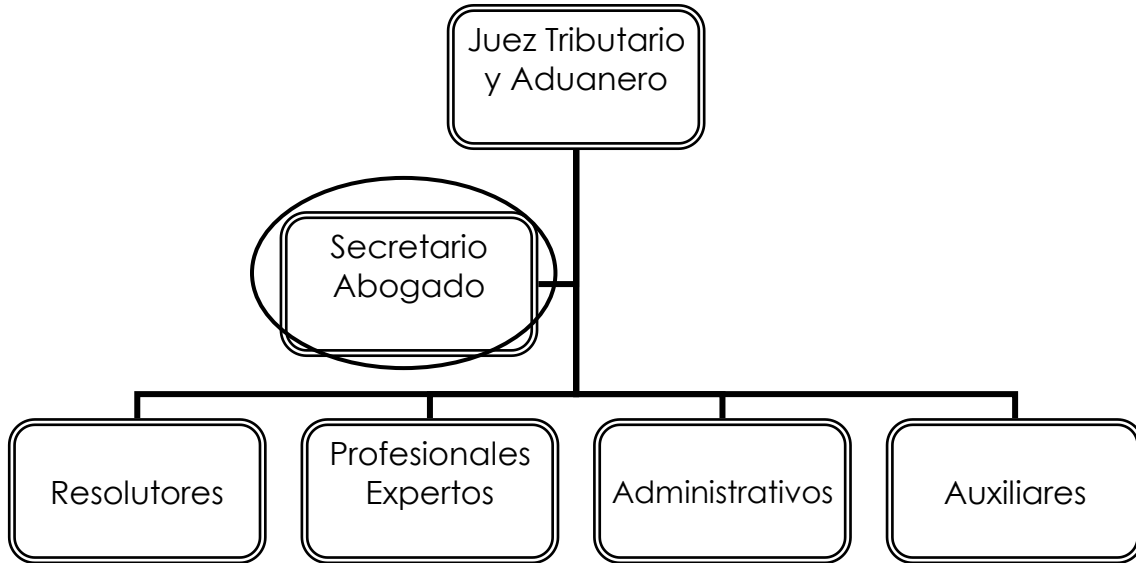 Juez Tributario
y Aduanero
Secretario
Abogado
Resolutores
Profesionales
Expertos
Administrativos
Auxiliares